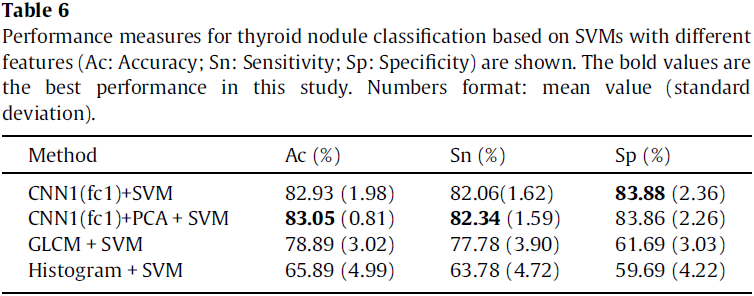 Table 6
Performance measures for thyroid nodule classification based on SVMs with different
features (Ac: Accuracy; Sn: Sensitivity; Sp: Specificity) are shown. The bold values are
the best performance in this study. Numbers format: mean value (standard
deviation).
Method Ac (%) Sn (%) Sp (%)
CNN1(fc1)+SVM 82.93 (1.98) 82.06(1.62) 83.88 (2.36)
CNN1(fc1)+PCA + SVM 83.05 (0.81) 82.34 (1.59) 83.86 (2.26)
GLCM + SVM 78.89 (3.02) 77.78 (3.90) 61.69 (3.03)
Histogram + SVM 65.89 (4.99) 63.78 (4.72) 59.69 (4.22)